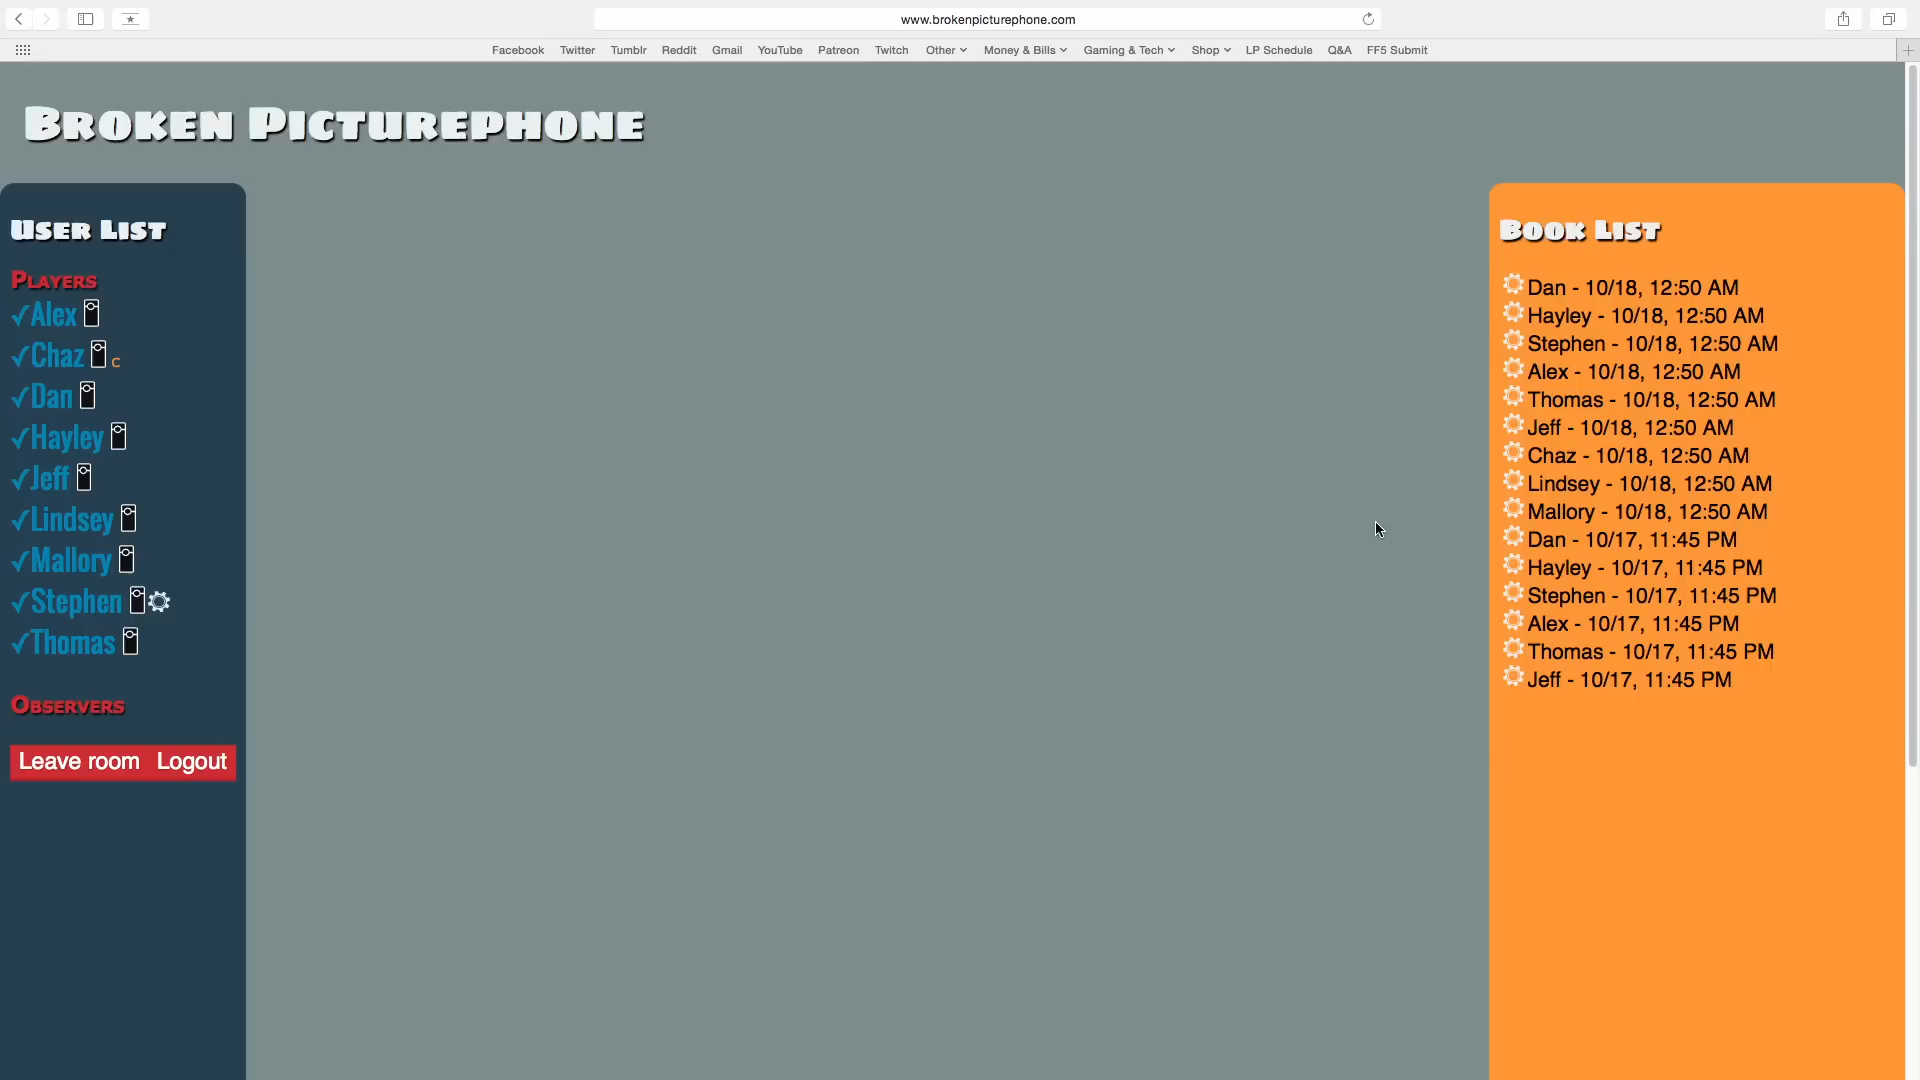 www.brokenpicturephone.com
Facebook Twitter Tumblr Reddit Gmail YouTube Patreon Twitch Other Money & Bills Gaming & Tech Shop LP Schedule Q&A FF5 Submit
Broken Picturephone
User List
Players
✓Alex
✓Chaz c
✓Dan
✓Hayley
✓Jeff
✓Lindsey
✓Mallory
✓Stephen
✓Thomas
Observers
Leave room Logout
Book List
Dan - 10/18, 12:50 AM
Hayley - 10/18, 12:50 AM
Stephen - 10/18, 12:50 AM
Alex - 10/18, 12:50 AM
Thomas - 10/18, 12:50 AM
Jeff - 10/18, 12:50 AM
Chaz - 10/18, 12:50 AM
Lindsey - 10/18, 12:50 AM
Mallory - 10/18, 12:50 AM
Dan - 10/17, 11:45 PM
Hayley - 10/17, 11:45 PM
Stephen - 10/17, 11:45 PM
Alex - 10/17, 11:45 PM
Thomas - 10/17, 11:45 PM
Jeff - 10/17, 11:45 PM